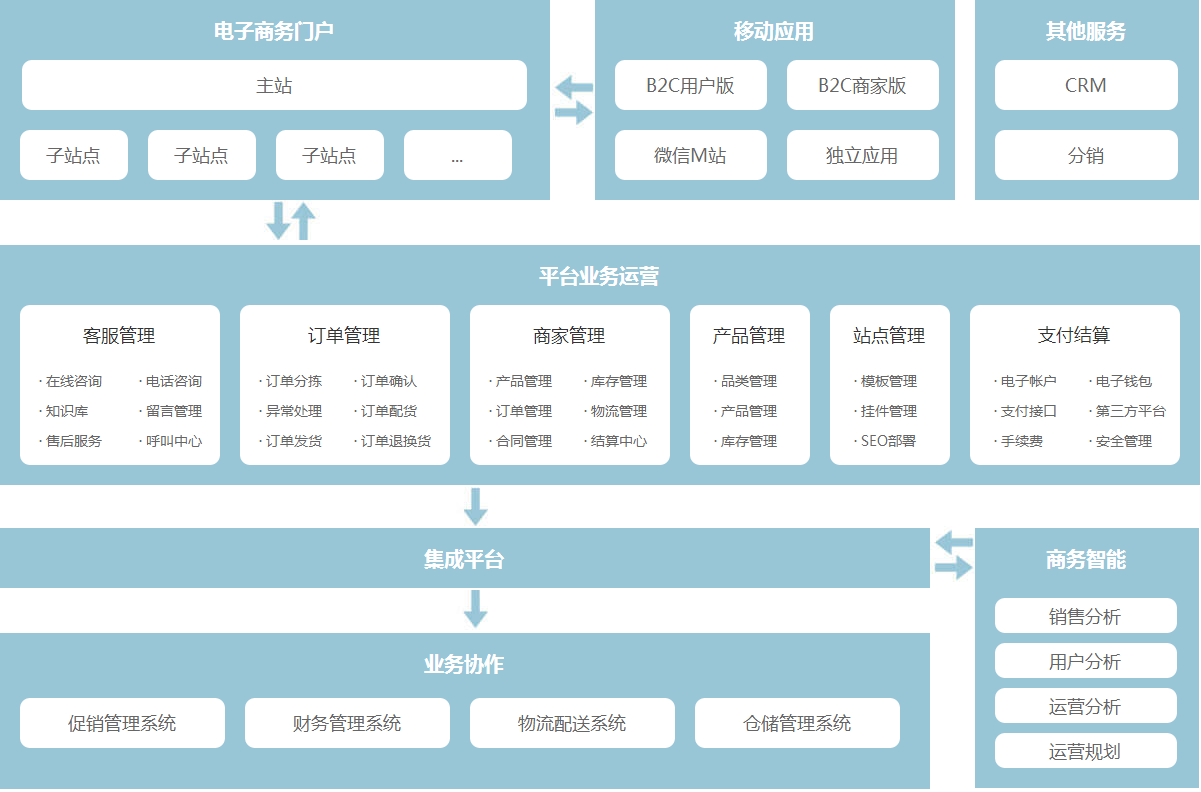 电子商务门户
主站
子站点 子站点 子站点 ...
移动应用
B2C用户版 B2C商家版
微信M站 独立应用
其他服务
CRM
分销
平台业务运营
客服管理
· 在线咨询 · 电话咨询
· 知识库 · 留言管理
· 售后服务 · 呼叫中心
订单管理
· 订单分拣 · 订单确认
· 异常处理 · 订单配货
· 订单发货 · 订单退换货
商家管理
· 产品管理 · 库存管理
· 订单管理 · 物流管理
· 合同管理 · 结算中心
产品管理
· 品类管理
· 产品管理
· 库存管理
站点管理
· 模板管理
· 挂件管理
· SEO部署
支付结算
· 电子帐户 · 电子钱包
· 支付接口 · 第三方平台
· 手续费 · 安全管理
集成平台
业务协作
促销管理系统 财务管理系统 物流配送系统 仓储管理系统
商务智能
销售分析
用户分析
运营分析
运营规划